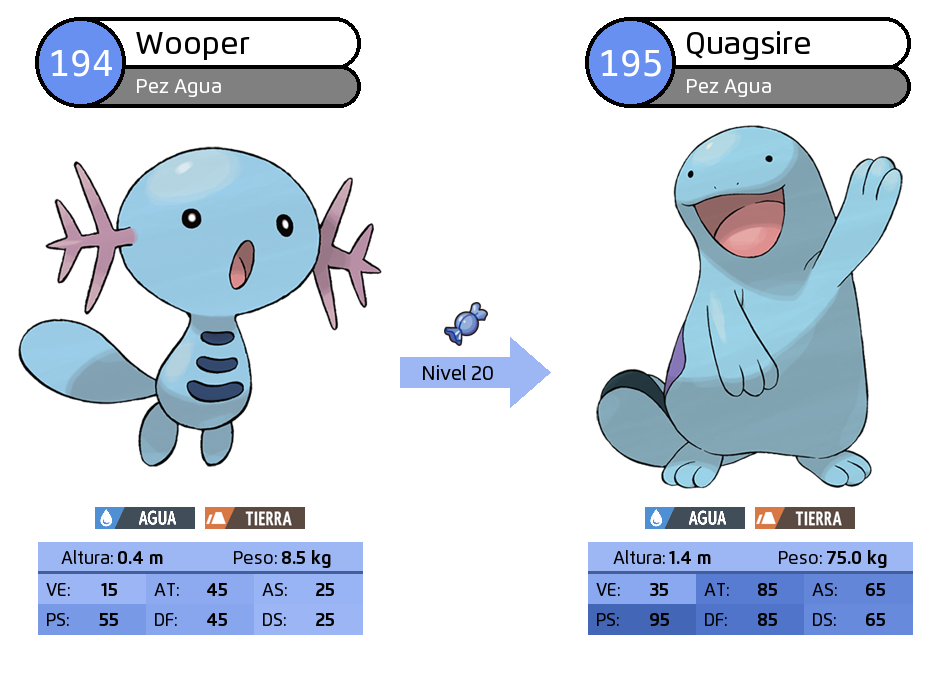 194
Wooper
Pez Agua
AGUA TIERRA
Altura: 0.4 m Peso: 8.5 kg
VE: 15 AT: 45 AS: 25
PS: 55 DF: 45 DS: 25
Nivel 20
195
Quagsire
Pez Agua
AGUA TIERRA
Altura: 1.4 m Peso: 75.0 kg
VE: 35 AT: 85 AS: 65
PS: 95 DF: 85 DS: 65